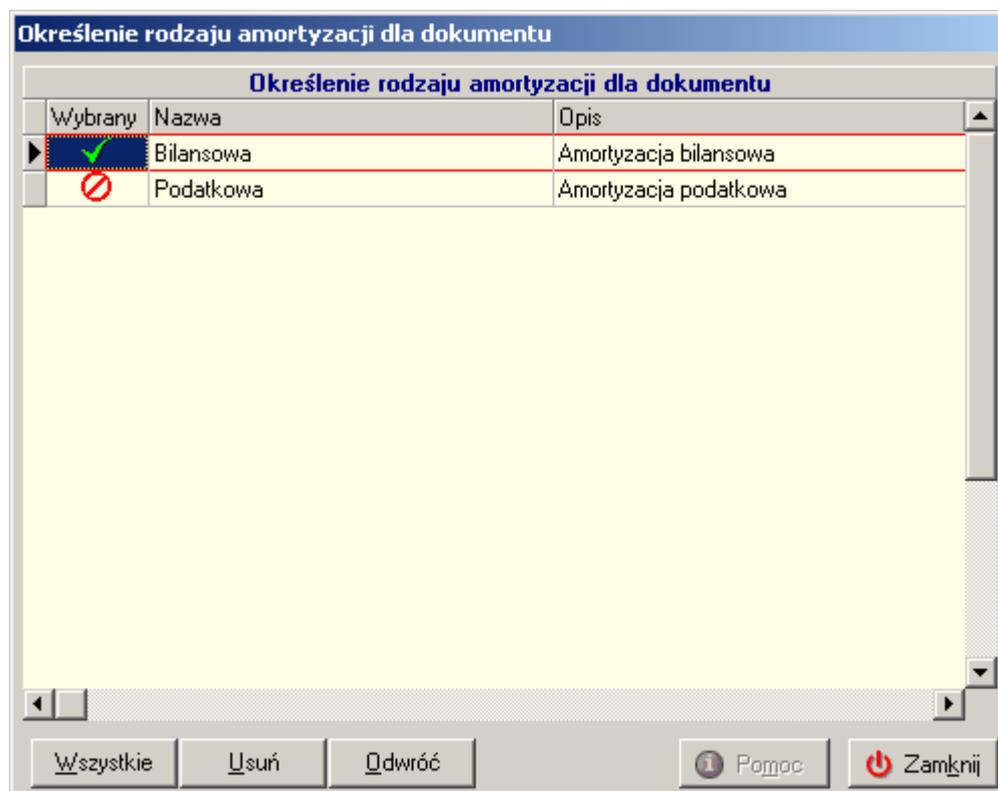 Określenie rodzaju amortyzacji dla dokumentu
Określenie rodzaju amortyzacji dla dokumentu
Wybrany Nazwa Opis
Bilansowa Amortyzacja bilansowa
Podatkowa Amortyzacja podatkowa
Wszystkie Usuń Odwróć Pomoc Zamknij